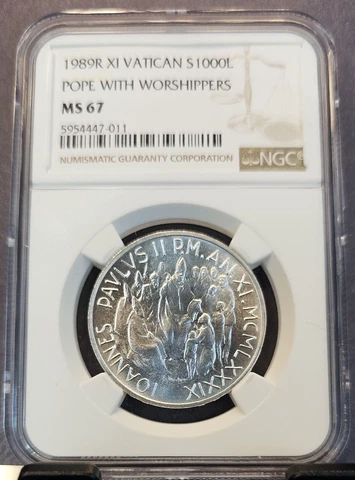 1989R XI VATICAN S1000L
POPE WITH WORSHIPPERS
MS 67
5954447-011
NUMISMATIC GUARANTY CORPORATION
NGC
IOANNES PAVLVS II P.M. AN. XI. MCMLXXXIX